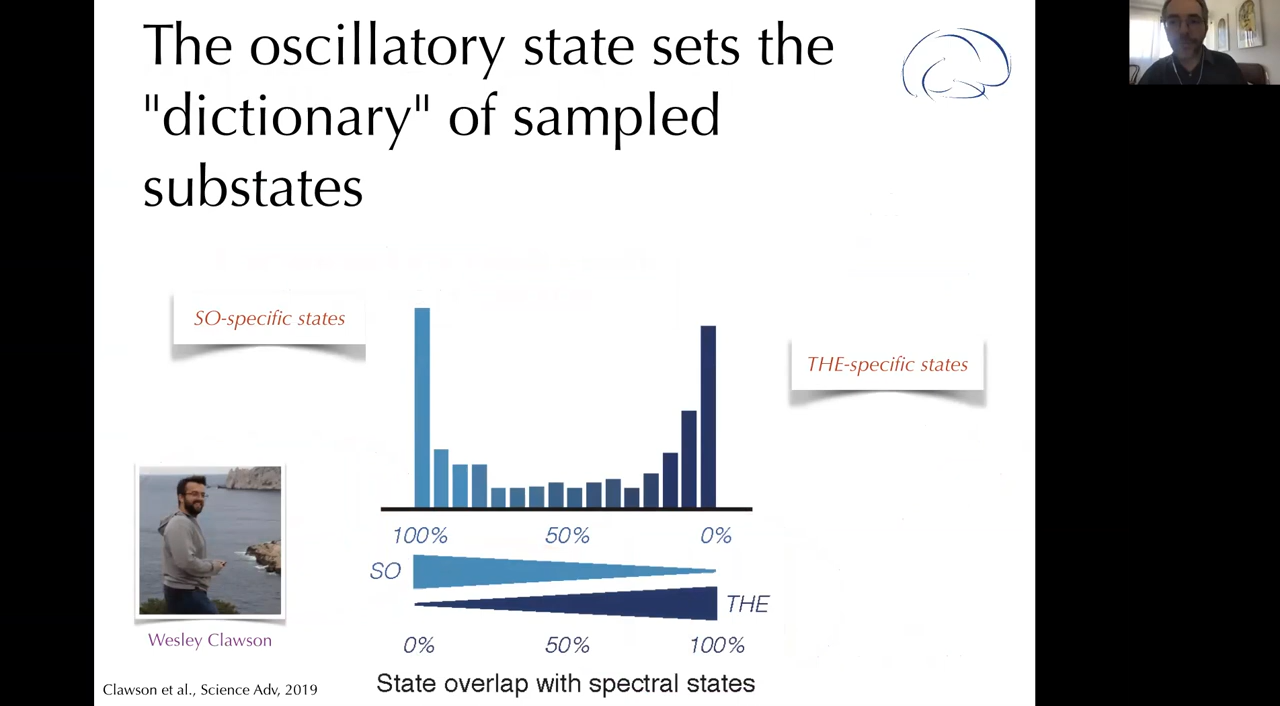 The oscillatory state sets the
"dictionary" of sampled
substates
SO-specific states
THE-specific states
100% 50% 0%
SO
THE
0% 50% 100%
State overlap with spectral states
Wesley Clawson
Clawson et al., Science Adv, 2019